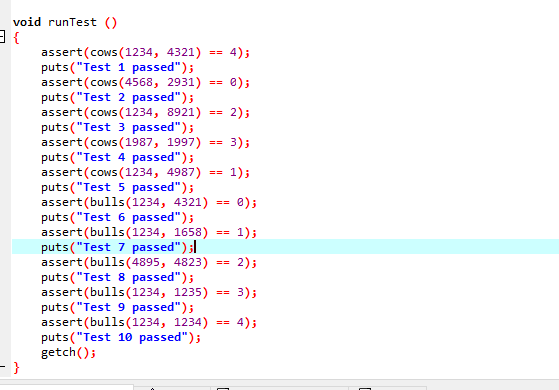 void runTest ()
{
assert(cows(1234, 4321) == 4);
puts("Test 1 passed");
assert(cows(4568, 2931) == 0);
puts("Test 2 passed");
assert(cows(1234, 8921) == 2);
puts("Test 3 passed");
assert(cows(1987, 1997) == 3);
puts("Test 4 passed");
assert(cows(1234, 4987) == 1);
puts("Test 5 passed");
assert(bulls(1234, 4321) == 0);
puts("Test 6 passed");
assert(bulls(1234, 1658) == 1);
puts("Test 7 passed");
assert(bulls(4895, 4823) == 2);
puts("Test 8 passed");
assert(bulls(1234, 1235) == 3);
puts("Test 9 passed");
assert(bulls(1234, 1234) == 4);
puts("Test 10 passed");
getch();
}